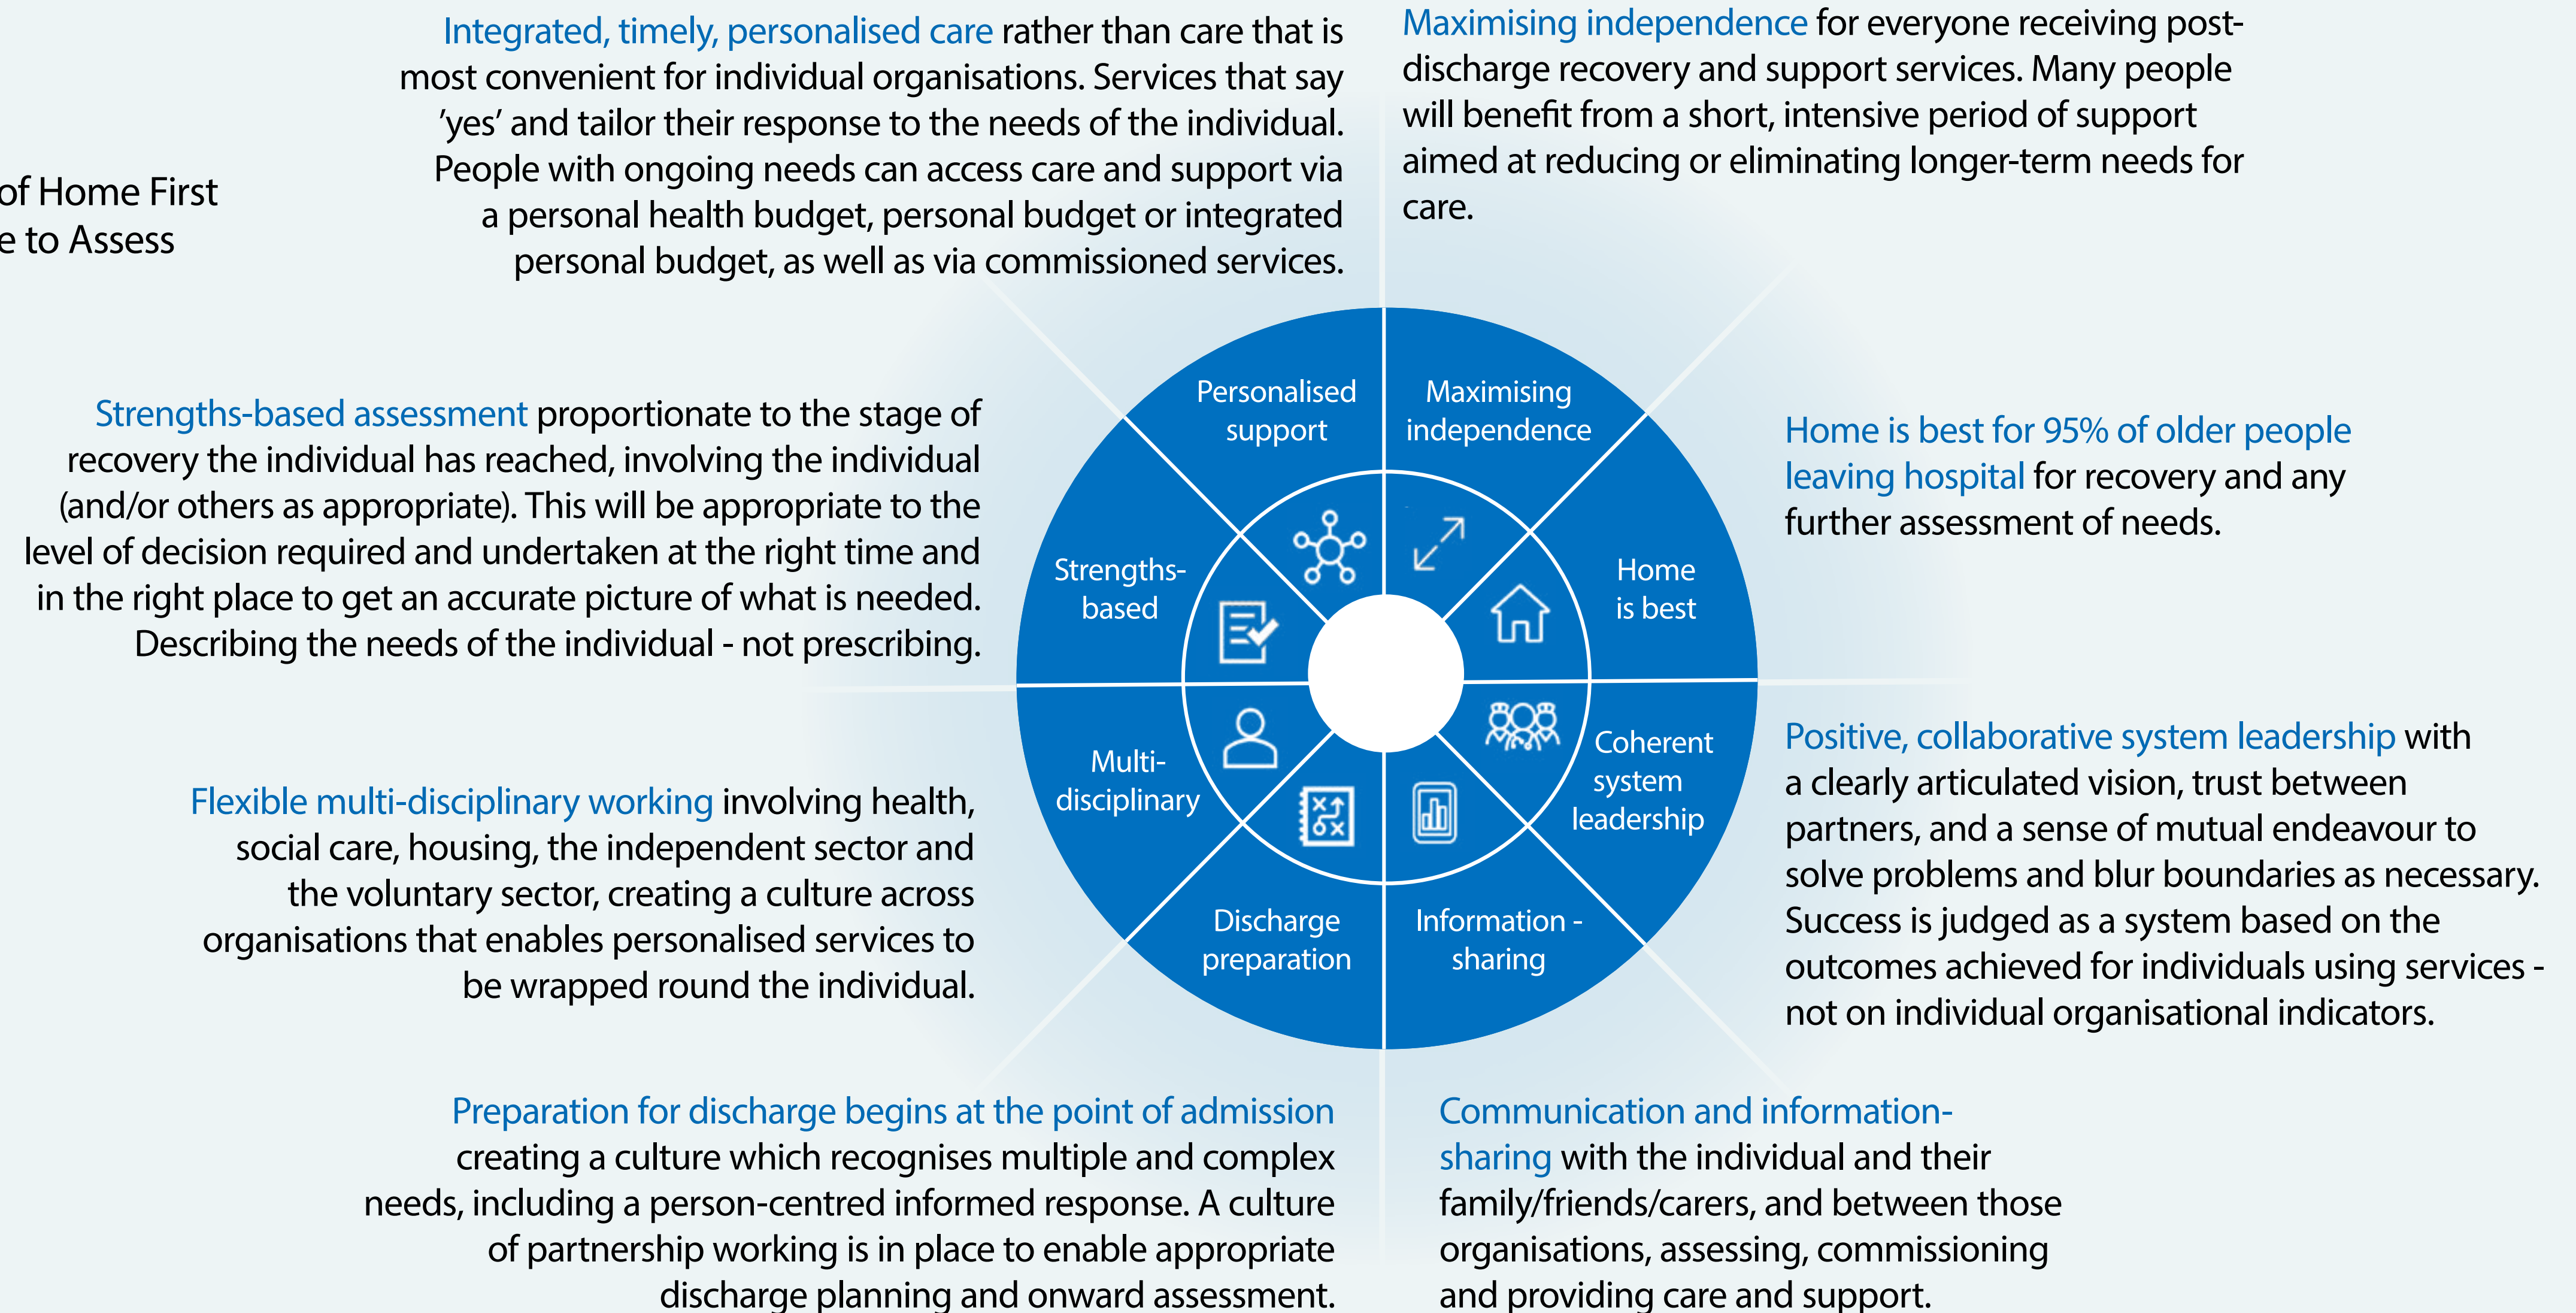 of Home First
e to Assess
Integrated, timely, personalised care rather than care that is
most convenient for individual organisations. Services that say
'yes’ and tailor their response to the needs of the individual.
People with ongoing needs can access care and support via
a personal health budget, personal budget or integrated
personal budget, as well as via commissioned services.
Maximising independence for everyone receiving post-
discharge recovery and support services. Many people
will benefit from a short, intensive period of support
aimed at reducing or eliminating longer-term needs for
care.
Strengths-based assessment proportionate to the stage of
recovery the individual has reached, involving the individual
(and/or others as appropriate). This will be appropriate to the
level of decision required and undertaken at the right time and
in the right place to get an accurate picture of what is needed.
Describing the needs of the individual - not prescribing.
Personalised
support
Maximising
independence
Strengths-
based
Home
is best
Multi-
disciplinary
Coherent
system
leadership
Discharge
preparation
Information -
sharing
Home is best for 95% of older people
leaving hospital for recovery and any
further assessment of needs.
Flexible multi-disciplinary working involving health,
social care, housing, the independent sector and
the voluntary sector, creating a culture across
organisations that enables personalised services to
be wrapped round the individual.
Positive, collaborative system leadership with
a clearly articulated vision, trust between
partners, and a sense of mutual endeavour to
solve problems and blur boundaries as necessary.
Success is judged as a system based on the
outcomes achieved for individuals using services -
not on individual organisational indicators.
Preparation for discharge begins at the point of admission
creating a culture which recognises multiple and complex
needs, including a person-centred informed response. A culture
of partnership working is in place to enable appropriate
discharge planning and onward assessment.
Communication and information-
sharing with the individual and their
family/friends/carers, and between those
organisations, assessing, commissioning
and providing care and support.